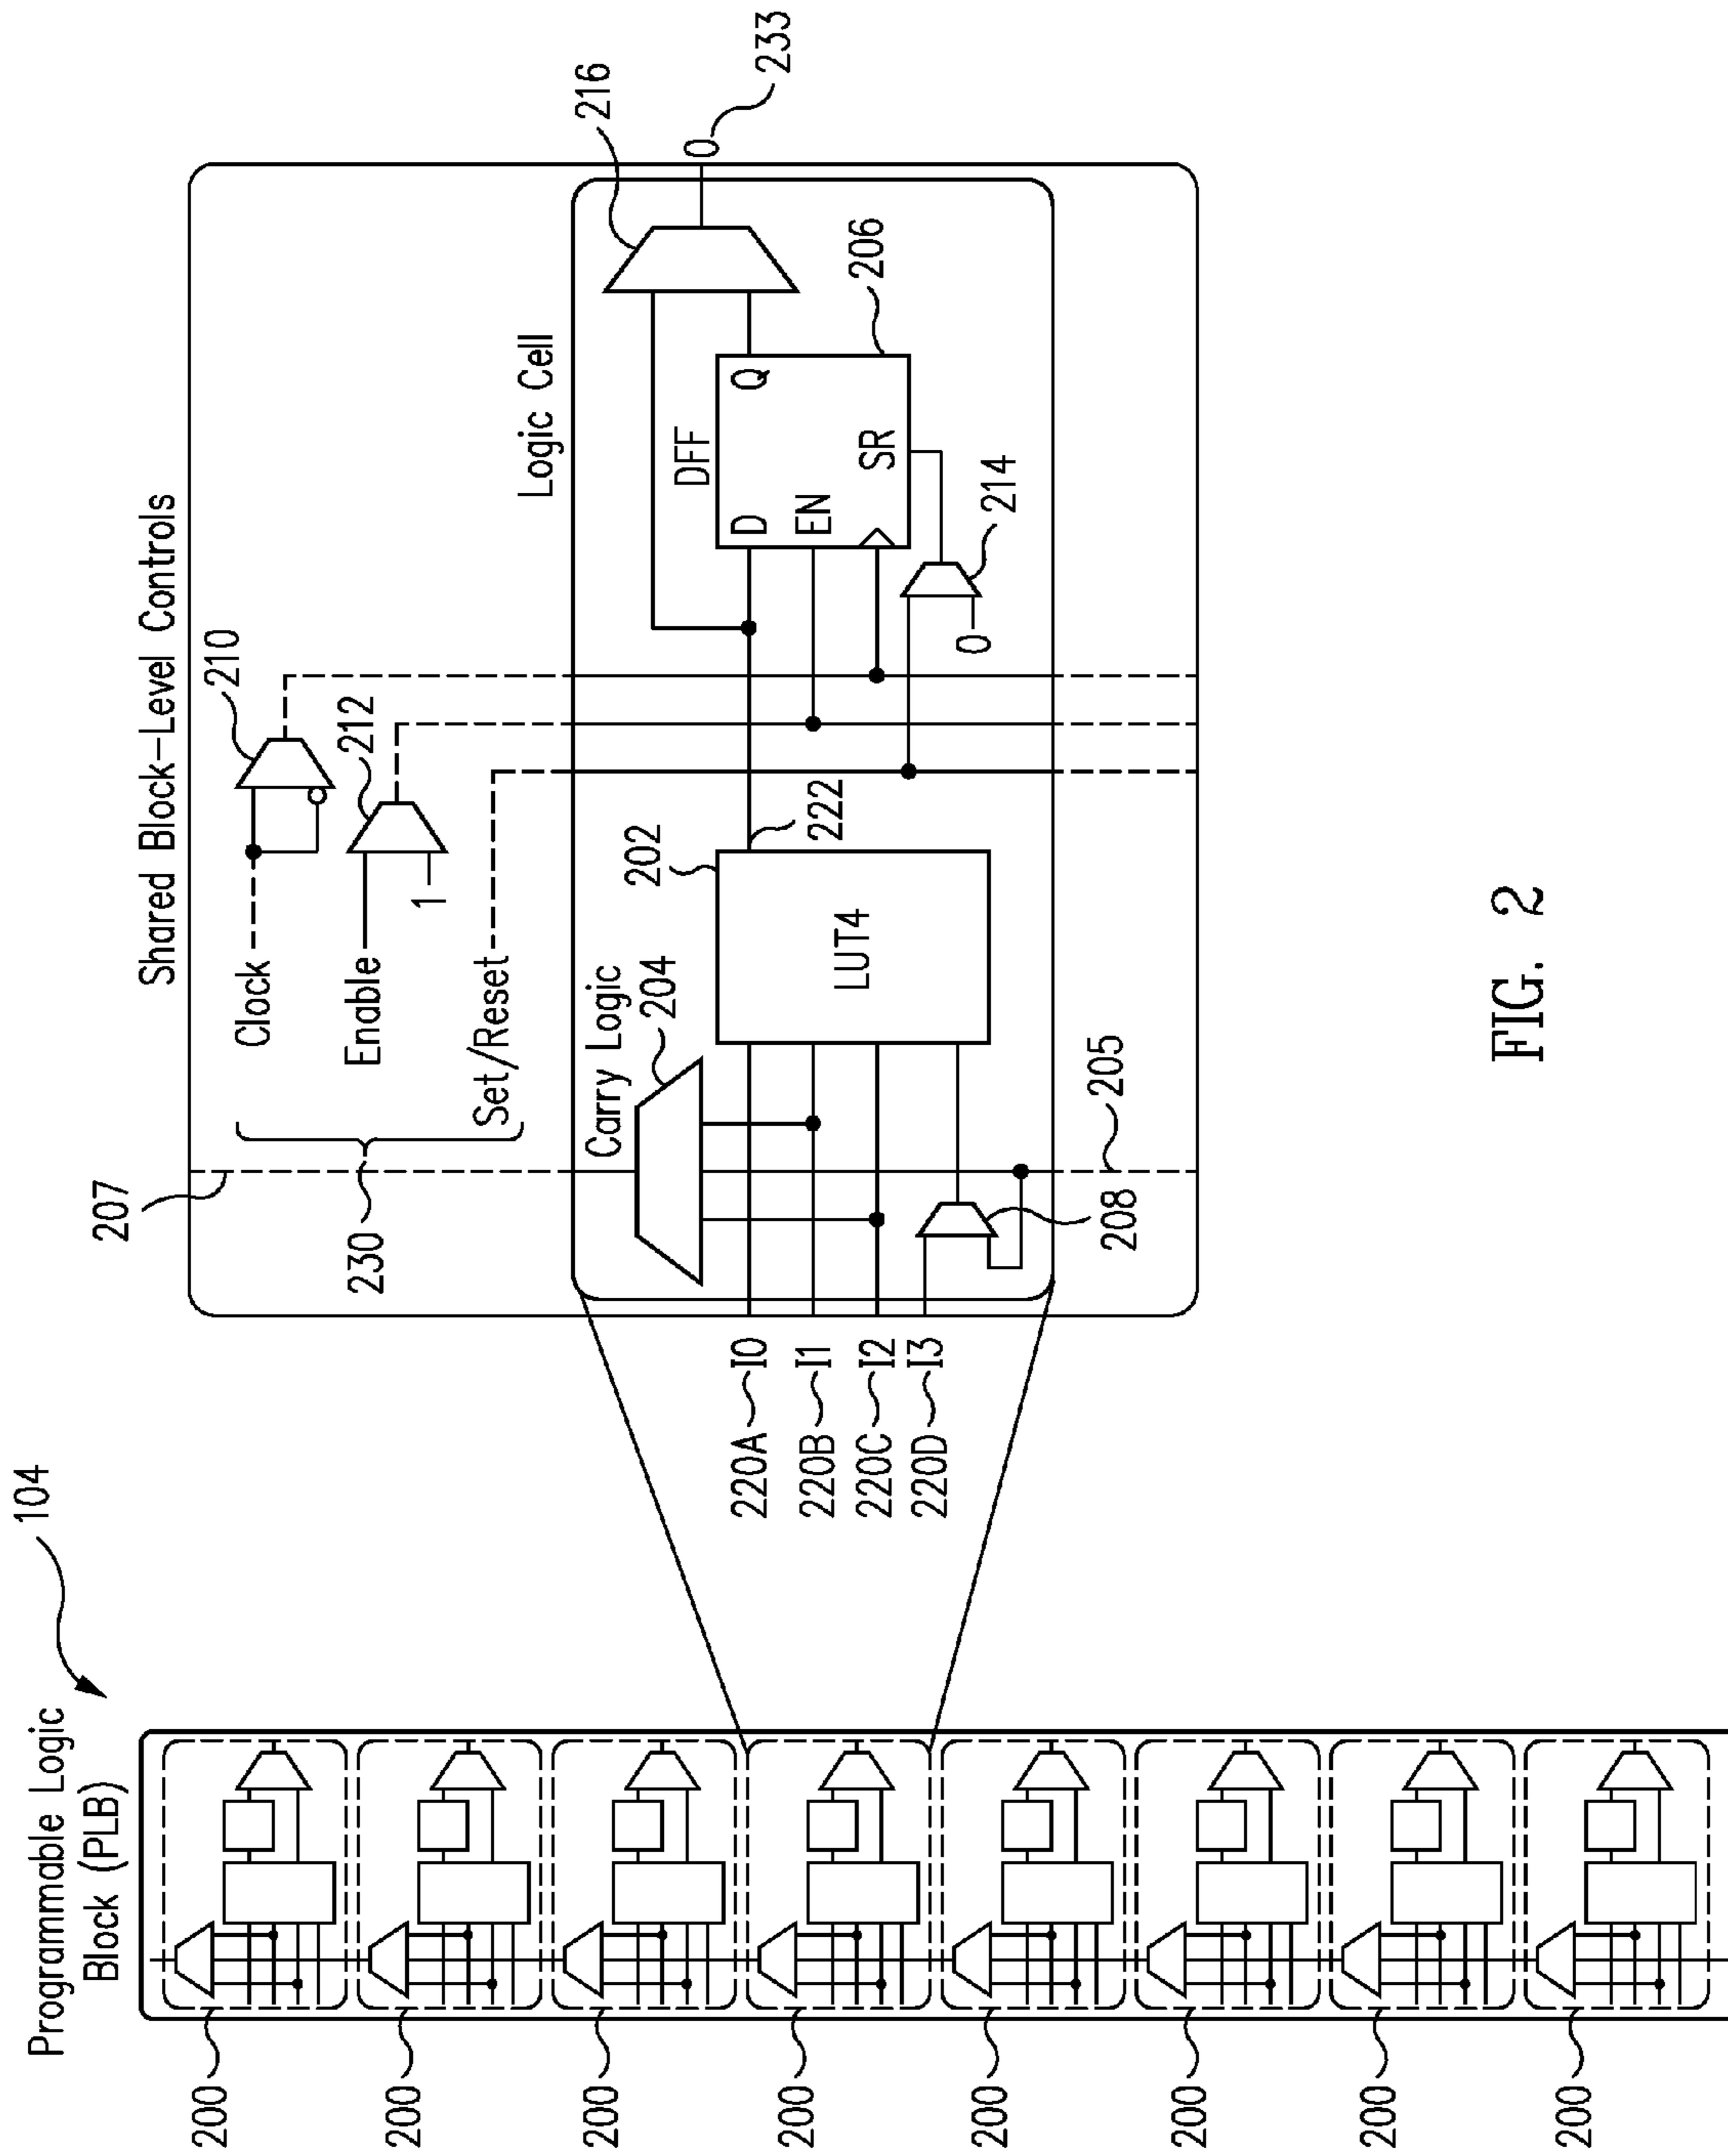 Programmable Logic
Block (PLB)
104
200
200
200
200
200
200
200
200
Shared Block-Level Controls
207
230
Clock
Enable
Set/Reset
1
210
212
Logic Cell
Carry Logic
204
202
LUT4
222
DFF
D
EN
Q
SR
206
214
0
216
O
233
205
208
220A
I0
220B
I1
220C
I2
220D
I3
FIG. 2